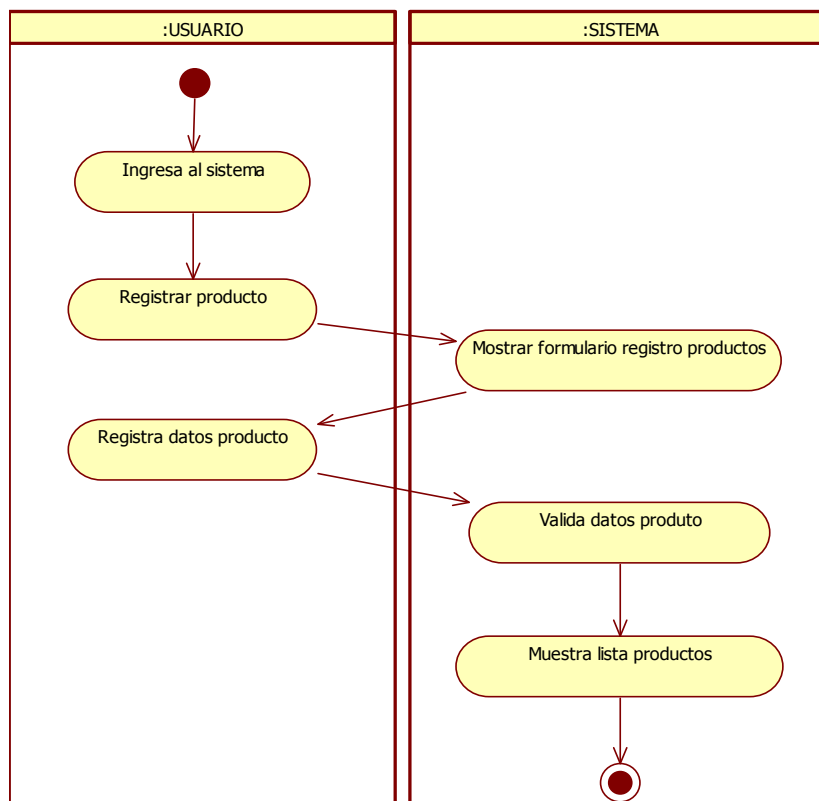 :USUARIO
:SISTEMA
Ingresa al sistema
Registrar producto
Mostrar formulario registro productos
Registra datos producto
Valida datos produto
Muestra lista productos